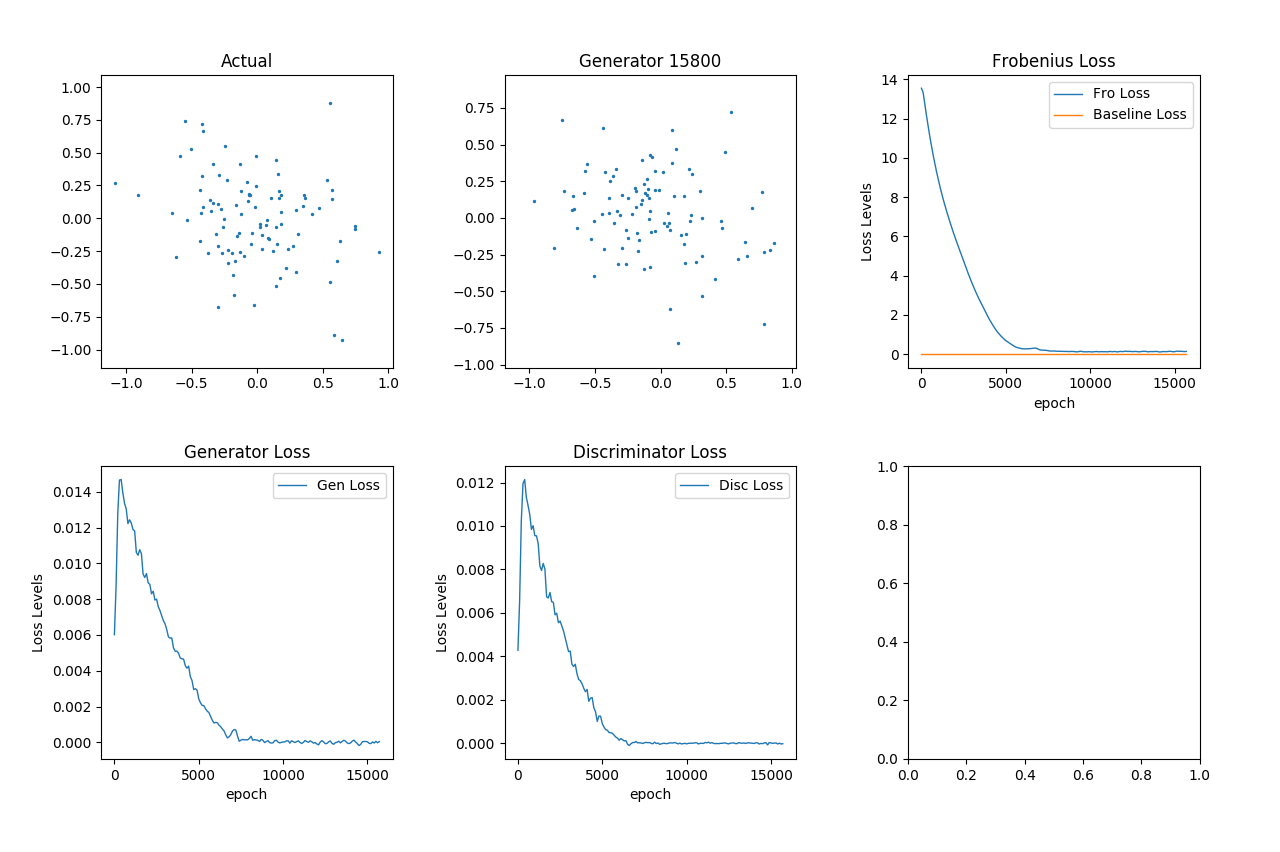 Actual
1.00
0.75
0.50
0.25
0.00
−0.25
−0.50
−0.75
−1.00
−1.0 −0.5 0.0 0.5 1.0
Generator 15800
0.75
0.50
0.25
0.00
−0.25
−0.50
−0.75
−1.00
−1.0 −0.5 0.0 0.5 1.0
Frobenius Loss
Fro Loss
Baseline Loss
Loss Levels
14
12
10
8
6
4
2
0
0 5000 10000 15000
epoch
Generator Loss
Gen Loss
Loss Levels
0.014
0.012
0.010
0.008
0.006
0.004
0.002
0.000
0 5000 10000 15000
epoch
Discriminator Loss
Disc Loss
Loss Levels
0.012
0.010
0.008
0.006
0.004
0.002
0.000
0 5000 10000 15000
epoch
1.0
0.8
0.6
0.4
0.2
0.0
0.0 0.2 0.4 0.6 0.8 1.0